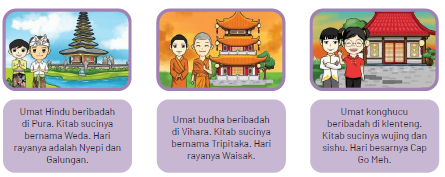 Umat Hindu beribadah
di Pura. Kitab sucinya
bernama Weda. Hari
rayanya adalah Nyepi dan
Galungan.
Umat budha beribadah
di Vihara. Kitab sucinya
bernama Tripitaka. Hari
rayanya Waisak.
Umat konghucu
beribadah di klenteng.
Kitab sucinya wujing dan
sishu. Hari besarnya Cap
Go Meh.